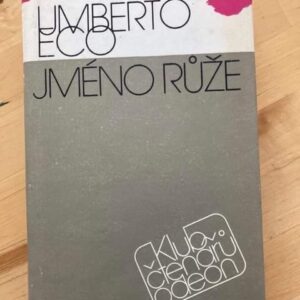 UMBERTO
ECO
JMÉNO RŮŽE
Klub
čtenářů
odeon